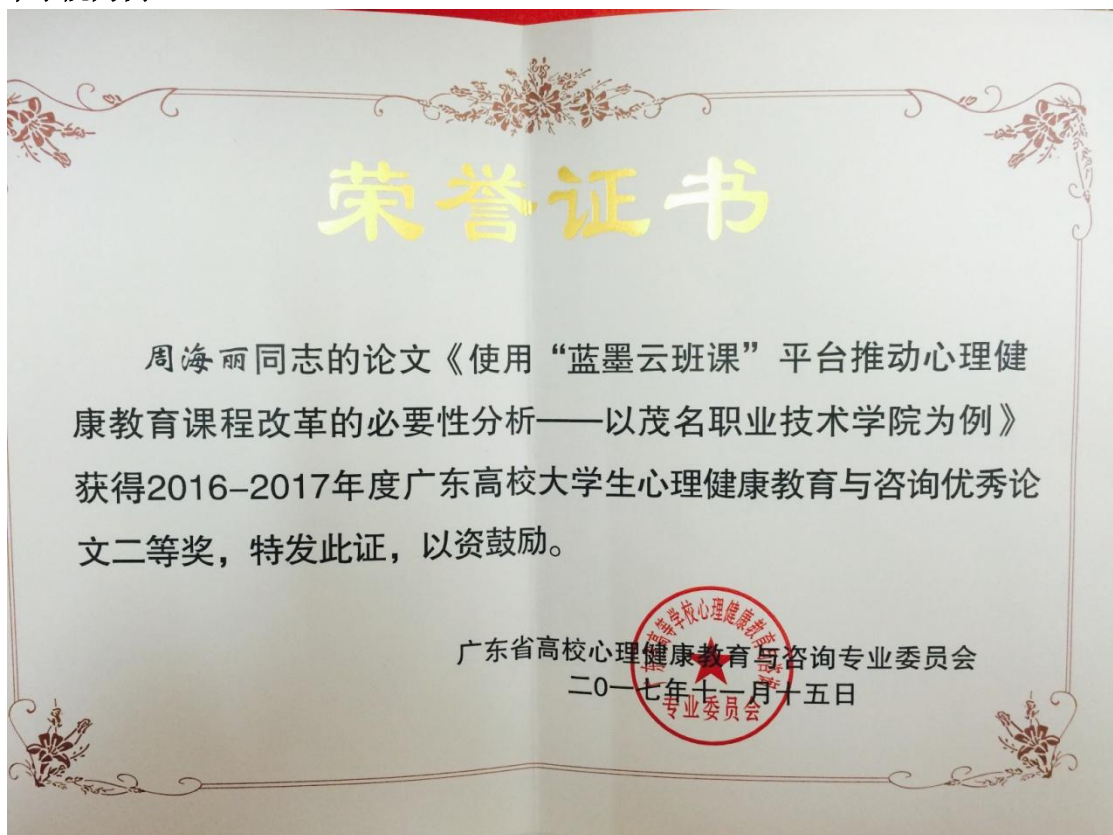 荣誉证书
周海丽同志的论文《使用“蓝墨云班课”平台推动心理健
康教育课程改革的必要性分析——以茂名职业技术学院为例》
获得2016-2017年度广东高校大学生心理健康教育与咨询优秀论
文二等奖，特发此证，以资鼓励。
广东省高校心理健康教育与咨询专业委员会
二0一七年十一月十五日
专业委员会